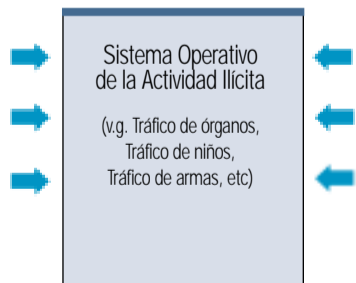 Sistema Operativo
de la Actividad Ilícita
(v.g. Tráfico de órganos,
Tráfico de niños,
Tráfico de armas, etc)